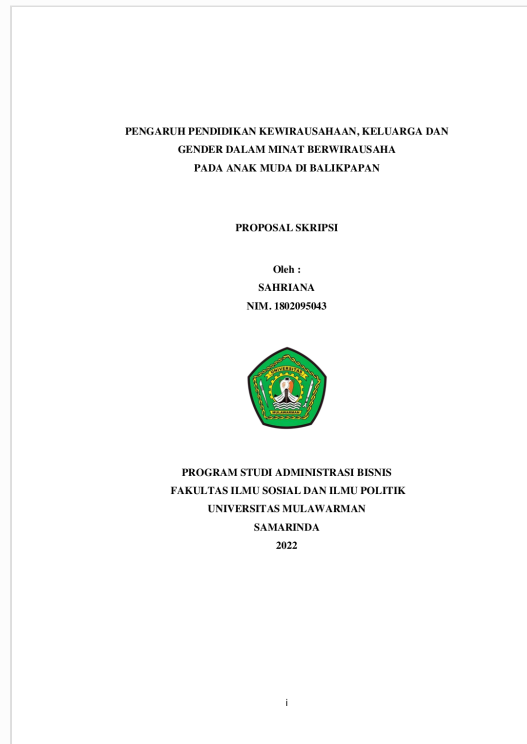 PENGARUH PENDIDIKAN KEWIRAUSAHAAN, KELUARGA DAN
GENDER DALAM MINAT BERWIRAUSAHA
PADA ANAK MUDA DI BALIKPAPAN
PROPOSAL SKRIPSI
Oleh :
SAHRIANA
NIM. 1802095043
UNIVERSITAS
PROGRAM STUDI ADMINISTRASI BISNIS
FAKULTAS ILMU SOSIAL DAN ILMU POLITIK
UNIVERSITAS MULAWARMAN
SAMARINDA
2022
i